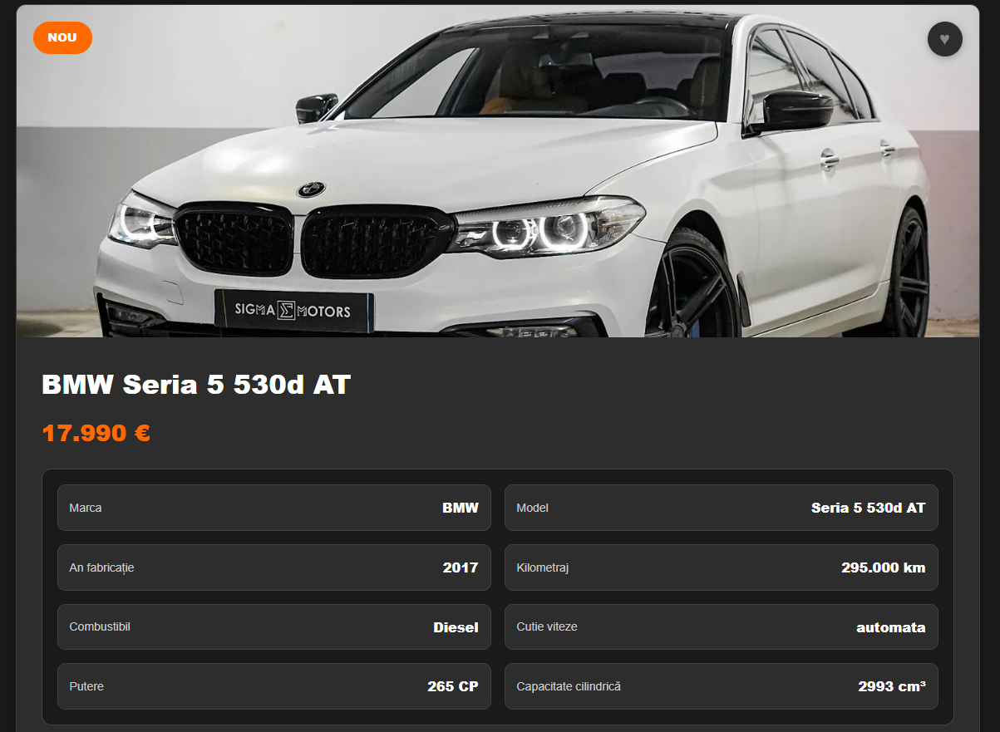 NOU
SIGMA Σ MOTORS
BMW Seria 5 530d AT
17.990 €
Marca BMW
Model Seria 5 530d AT
An fabricație 2017
Kilometraj 295.000 km
Combustibil Diesel
Cutie viteze automata
Putere 265 CP
Capacitate cilindrică 2993 cm³